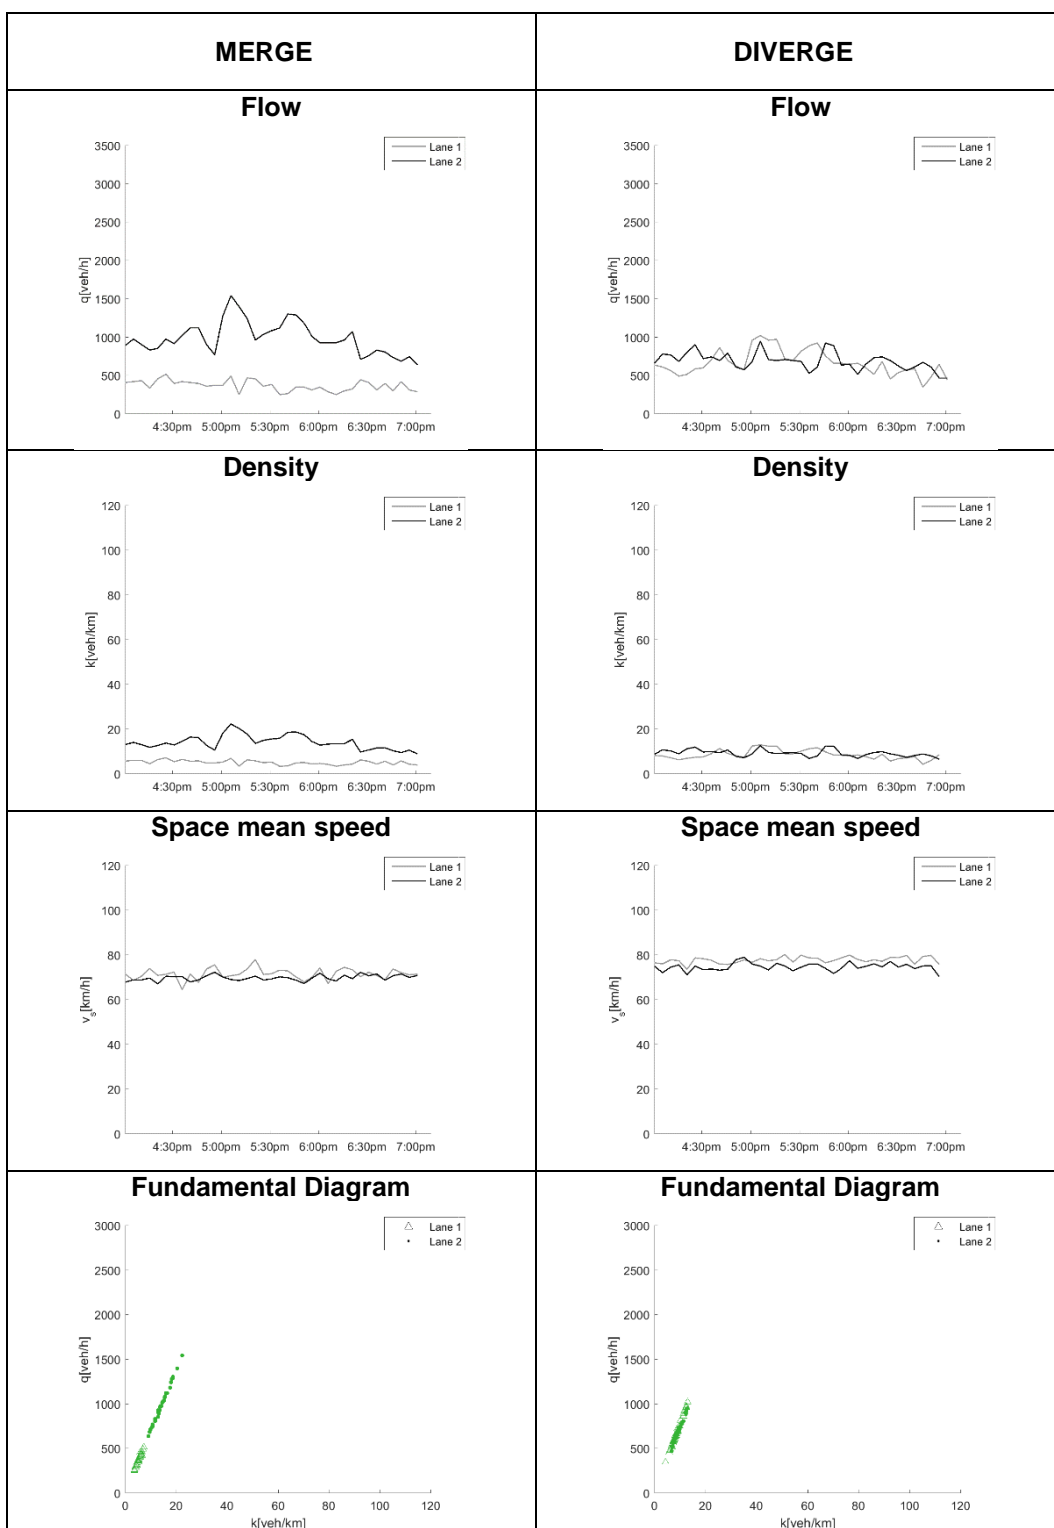 MERGE
DIVERGE
Flow
Flow
Lane 1
Lane 2
3500
3000
2500
2000
1500
1000
500
0
q[veh/h]
4:30pm 5:00pm 5:30pm 6:00pm 6:30pm 7:00pm
Lane 1
Lane 2
3500
3000
2500
2000
1500
1000
500
0
q[veh/h]
4:30pm 5:00pm 5:30pm 6:00pm 6:30pm 7:00pm
Density
Density
Lane 1
Lane 2
120
100
80
60
40
20
0
k[veh/km]
4:30pm 5:00pm 5:30pm 6:00pm 6:30pm 7:00pm
Lane 1
Lane 2
120
100
80
60
40
20
0
k[veh/km]
4:30pm 5:00pm 5:30pm 6:00pm 6:30pm 7:00pm
Space mean speed
Space mean speed
Lane 1
Lane 2
120
100
80
60
40
20
0
v_s[km/h]
4:30pm 5:00pm 5:30pm 6:00pm 6:30pm 7:00pm
Lane 1
Lane 2
120
100
80
60
40
20
0
v_s[km/h]
4:30pm 5:00pm 5:30pm 6:00pm 6:30pm 7:00pm
Fundamental Diagram
Fundamental Diagram
Lane 1
Lane 2
3000
2500
2000
1500
1000
500
0
q[veh/h]
0 20 40 60 80 100 120
k[veh/km]
Lane 1
Lane 2
3000
2500
2000
1500
1000
500
0
q[veh/h]
0 20 40 60 80 100 120
k[veh/km]